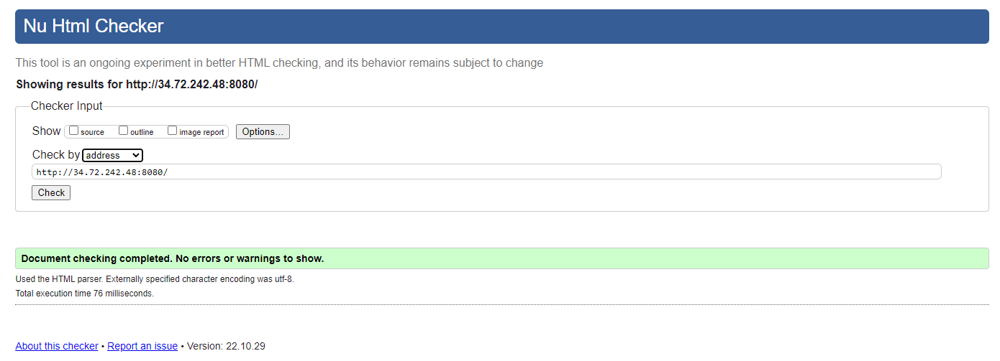 Nu Html Checker
This tool is an ongoing experiment in better HTML checking, and its behavior remains subject to change
Showing results for http://34.72.242.48:8080/
Checker Input
Show source outline image report Options...
Check by address
http://34.72.242.48:8080/
Check
Document checking completed. No errors or warnings to show.
Used the HTML parser. Externally specified character encoding was utf-8.
Total execution time 76 milliseconds.
About this checker • Report an issue • Version: 22.10.29